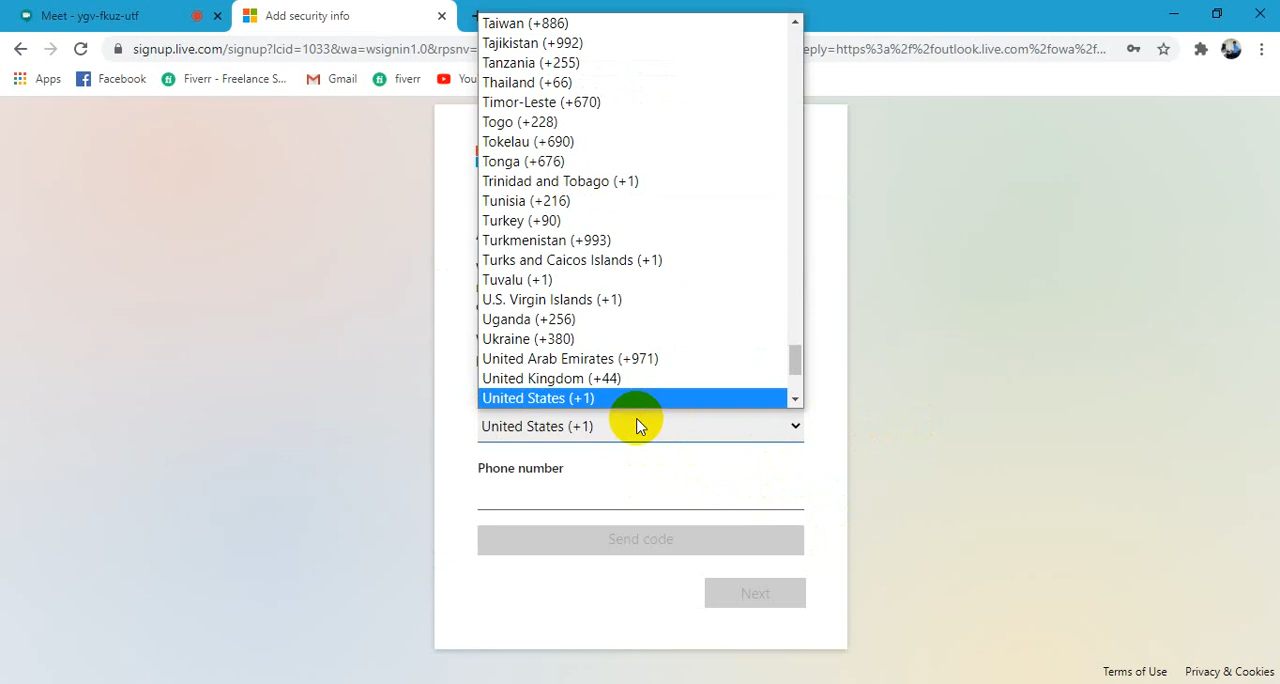 Meet - ygv-fkuz-utf
Add security info
signup.live.com/signup?lcid=1033&wa=wsignin1.0&rpsnv= eply=https%3a%2f%2foutlook.live.com%2fowa%2f...
Apps Facebook Fiverr - Freelance S... Gmail fiverr You
Taiwan (+886)
Tajikistan (+992)
Tanzania (+255)
Thailand (+66)
Timor-Leste (+670)
Togo (+228)
Tokelau (+690)
Tonga (+676)
Trinidad and Tobago (+1)
Tunisia (+216)
Turkey (+90)
Turkmenistan (+993)
Turks and Caicos Islands (+1)
Tuvalu (+1)
U.S. Virgin Islands (+1)
Uganda (+256)
Ukraine (+380)
United Arab Emirates (+971)
United Kingdom (+44)
United States (+1)
United States (+1)
Phone number
Send code
Next
Terms of Use Privacy & Cookies